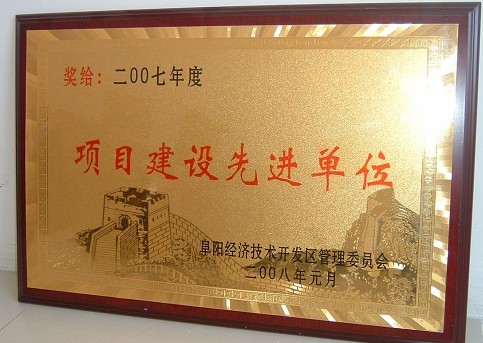 奖给：二00七年度
项目建设先进单位
阜阳经济技术开发区管理委员会
二00八年元月